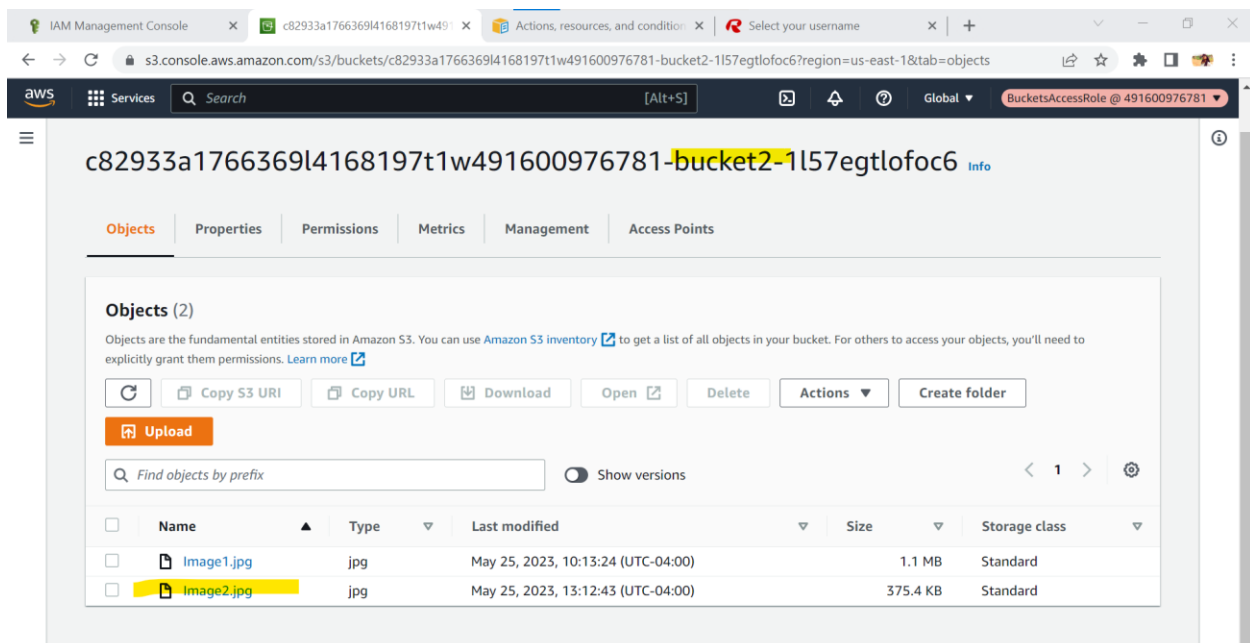 IAM Management Console
c82933a1766369l4168197t1w491
Actions, resources, and condition
Select your username
s3.console.aws.amazon.com/s3/buckets/c82933a1766369l4168197t1w491600976781-bucket2-1l57egtlofoc6?region=us-east-1&tab=objects
aws
Services
Search
[Alt+S]
Global
BucketsAccessRole @ 491600976781
c82933a1766369l4168197t1w491600976781-bucket2-1l57egtlofoc6 Info
Objects
Properties
Permissions
Metrics
Management
Access Points
Objects (2)
Objects are the fundamental entities stored in Amazon S3. You can use Amazon S3 inventory to get a list of all objects in your bucket. For others to access your objects, you'll need to
explicitly grant them permissions. Learn more
Copy S3 URI
Copy URL
Download
Open
Delete
Actions
Create folder
Upload
Find objects by prefix
Show versions
1
Name Type Last modified Size Storage class
Image1.jpg jpg May 25, 2023, 10:13:24 (UTC-04:00) 1.1 MB Standard
Image2.jpg jpg May 25, 2023, 13:12:43 (UTC-04:00) 375.4 KB Standard